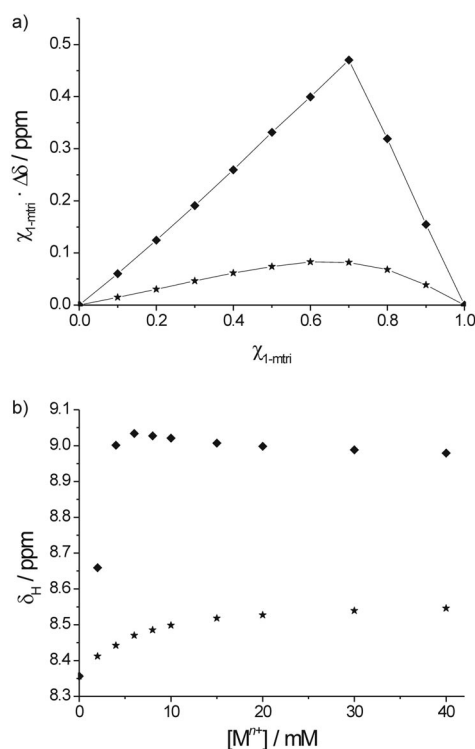 a)
χ1-mtri · Δδ / ppm
0.5
0.4
0.3
0.2
0.1
0.0
0.0 0.2 0.4 0.6 0.8 1.0
χ1-mtri
b)
δH / ppm
9.1
9.0
8.9
8.8
8.7
8.6
8.5
8.4
8.3
0 10 20 30 40
[Mn+] / mM